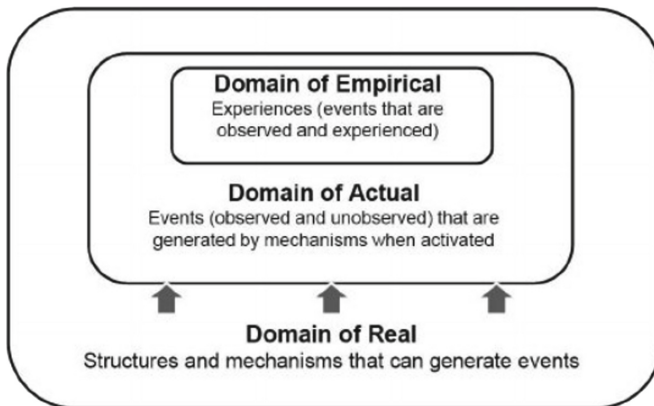 Domain of Empirical
Experiences (events that are
observed and experienced)
Domain of Actual
Events (observed and unobserved) that are
generated by mechanisms when activated
Domain of Real
Structures and mechanisms that can generate events